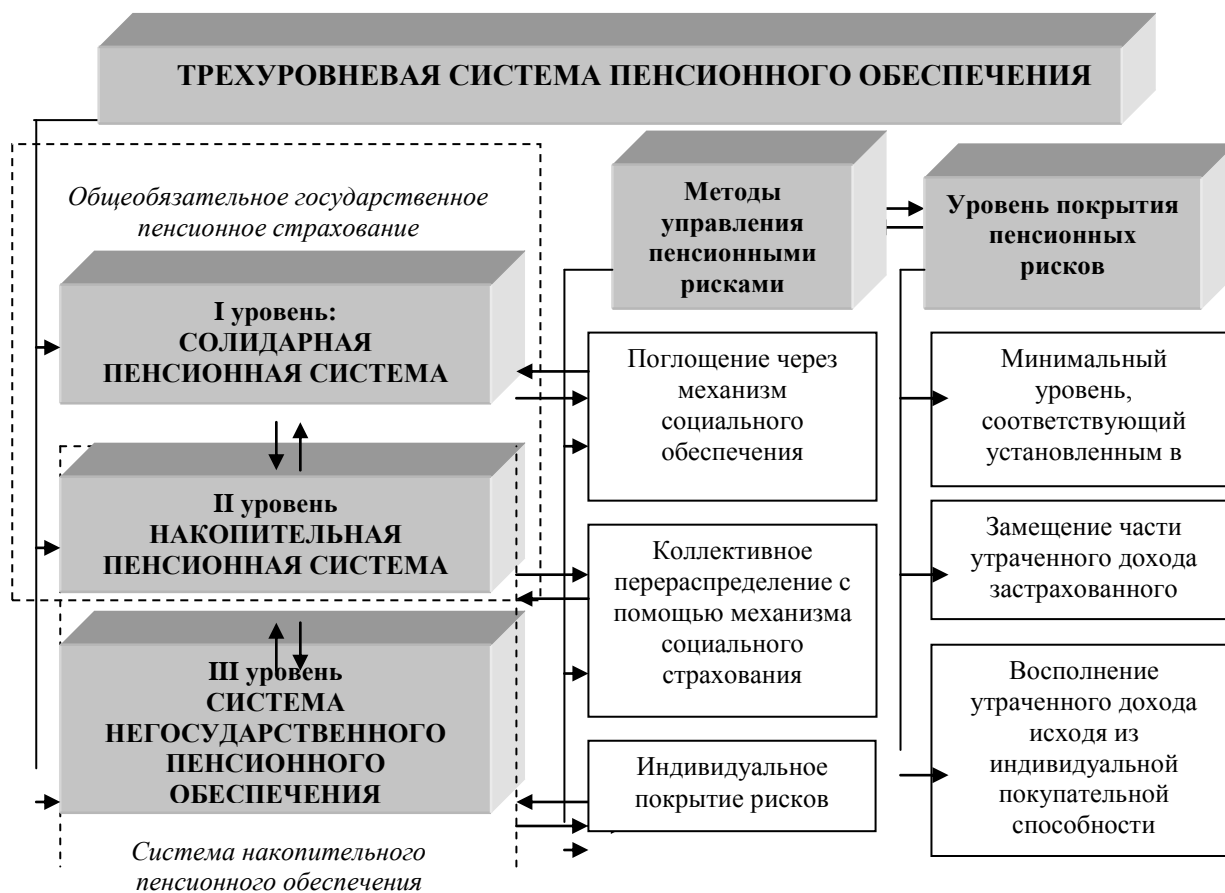 ТРЕХУРОВНЕВАЯ СИСТЕМА ПЕНСИОННОГО ОБЕСПЕЧЕНИЯ
Общеобязательное государственное
пенсионное страхование
I уровень:
СОЛИДАРНАЯ
ПЕНСИОННАЯ СИСТЕМА
II уровень
НАКОПИТЕЛЬНАЯ
ПЕНСИОННАЯ СИСТЕМА
III уровень
СИСТЕМА
НЕГОСУДАРСТВЕННОГО
ПЕНСИОННОГО
ОБЕСПЕЧЕНИЯ
Система накопительного
пенсионного обеспечения
Методы
управления
пенсионными
рисками
Поглощение через
механизм
социального
обеспечения
Коллективное
перераспределение с
помощью механизма
социального
страхования
Индивидуальное
покрытие рисков
Уровень покрытия
пенсионных
рисков
Минимальный
уровень,
соответствующий
установленным в
Замещение части
утраченного дохода
застрахованного
Восполнение
утраченного дохода
исходя из
индивидуальной
покупательной
способности